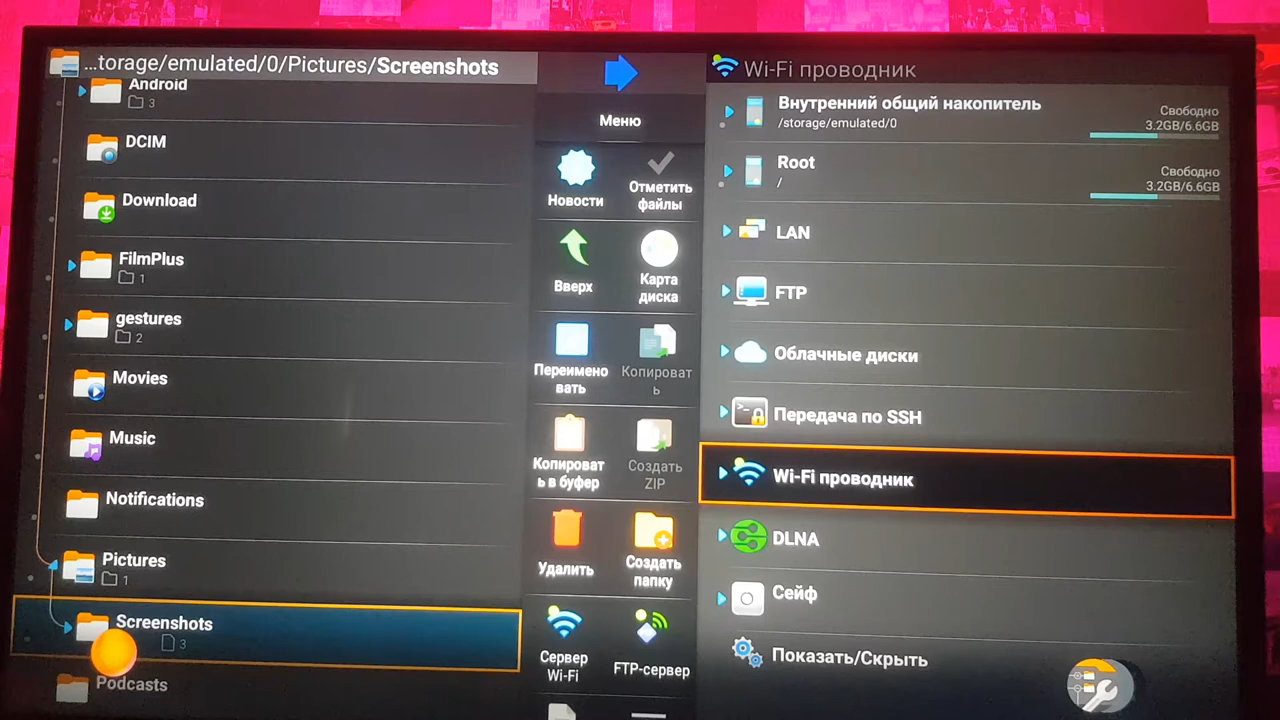 ...torage/emulated/0/Pictures/Screenshots
Android
3
DCIM
Download
FilmPlus
1
gestures
2
Movies
Music
Notifications
Pictures
1
Screenshots
3
Podcasts
Меню
Новости
Отметить
файлы
Вверх
Карта
диска
Переимено
вать
Копироват
ь
Копироват
ь в буфер
Создать
ZIP
Удалить
Создать
папку
Сервер
Wi-Fi
FTP-сервер
Wi-Fi проводник
Внутренний общий накопитель
/storage/emulated/0
Свободно
3.2GB/6.6GB
Root
/
Свободно
3.2GB/6.6GB
LAN
FTP
Облачные диски
Передача по SSH
Wi-Fi проводник
DLNA
Сейф
Показать/Скрыть